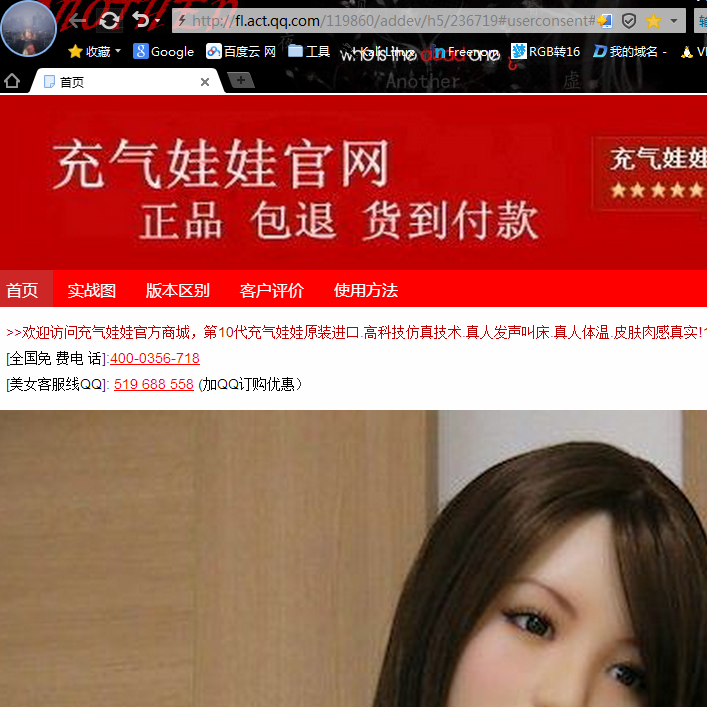 http://fl.act.qq.com/119860/addev/h5/236719#userconsent#
收藏 Google 百度云 网 工具 Kali Linux Freenom RGB转16 我的域名 -
who is the
one
Another
虚
首页
充气娃娃官网
正品 包退 货到付款
充气娃娃
★★★★★
首页 实战图 版本区别 客户评价 使用方法
>>欢迎访问充气娃娃官方商城，第10代充气娃娃原装进口.高科技仿真技术.真人发声叫床.真人体温.皮肤肉感真实!
[全国免 费电 话]:400-0356-718
[美女客服线QQ]: 519 688 558 (加QQ订购优惠）